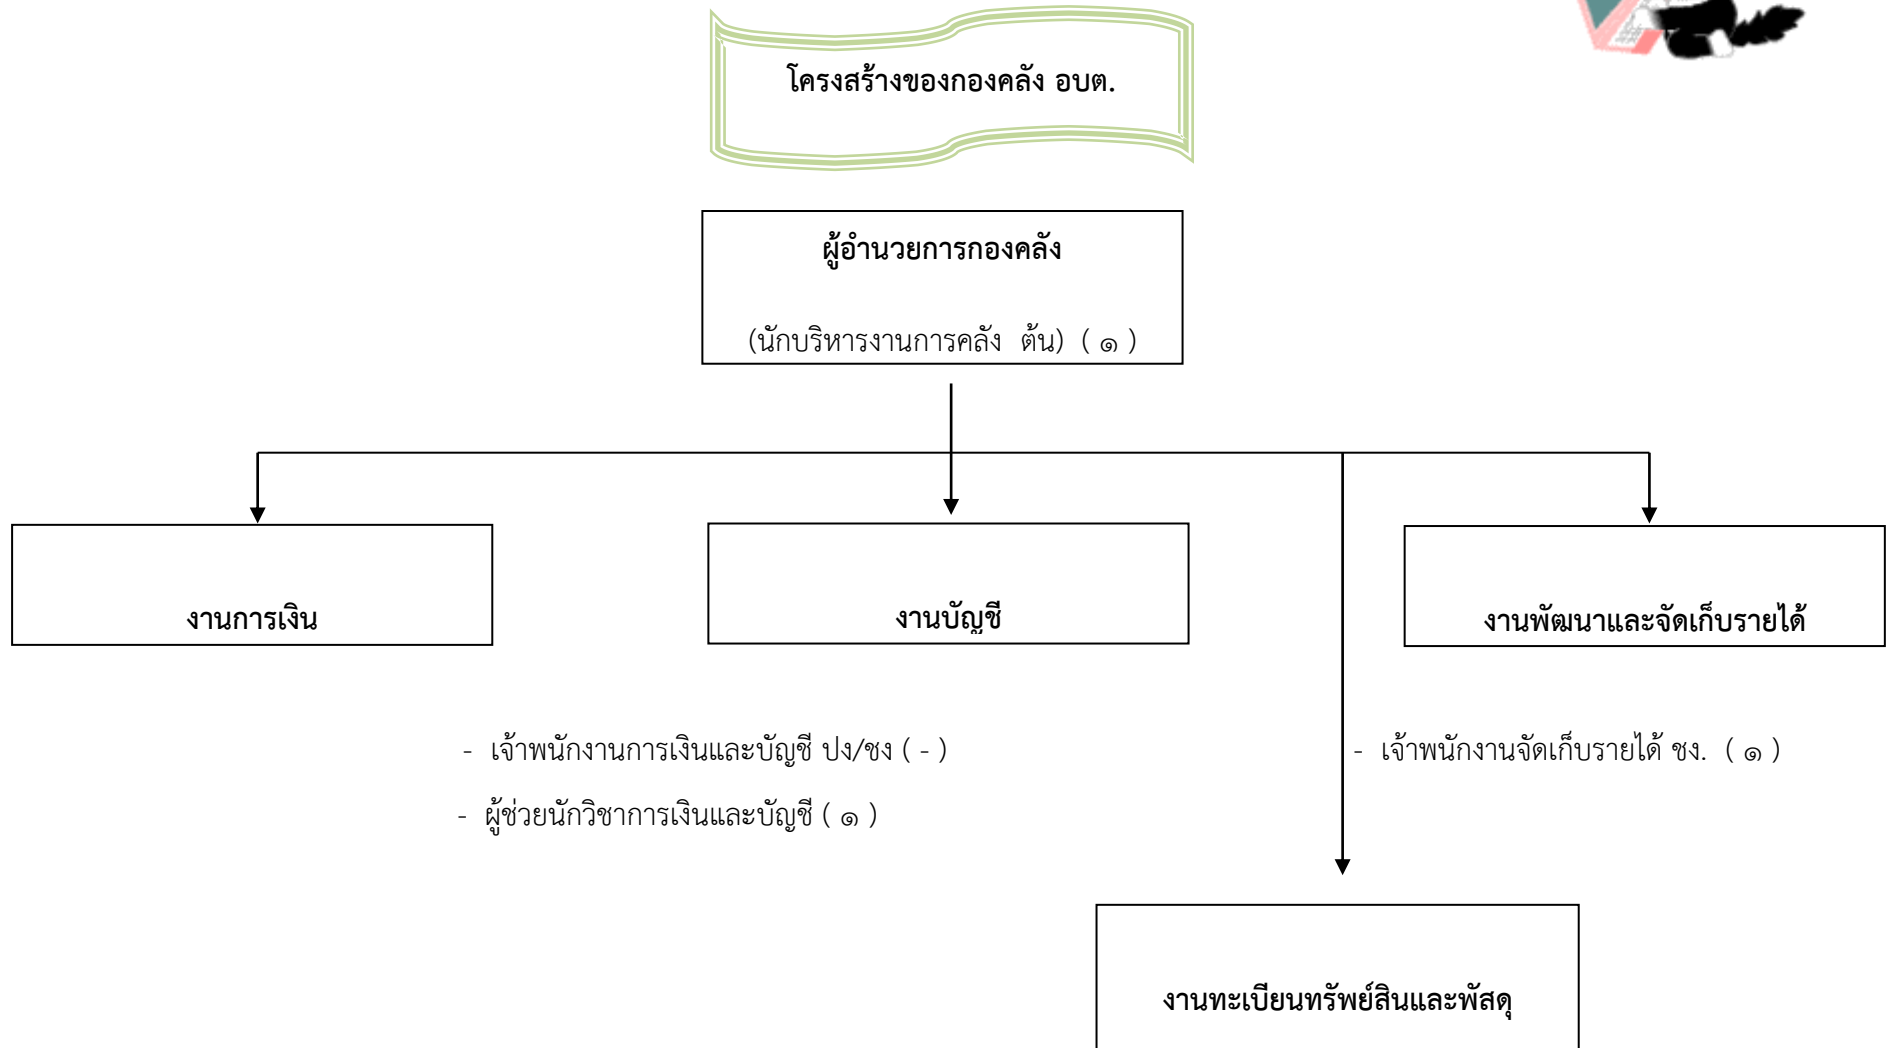 โครงสร้างของกองคลัง อบต.
ผู้อำนวยการกองคลัง
(นักบริหารงานการคลัง ต้น) ( ๑ )
งานการเงิน
งานบัญชี
งานพัฒนาและจัดเก็บรายได้
- เจ้าพนักงานการเงินและบัญชี ปง/ชง ( - )
- เจ้าพนักงานจัดเก็บรายได้ ชง. ( ๑ )
- ผู้ช่วยนักวิชาการเงินและบัญชี ( ๑ )
งานทะเบียนทรัพย์สินและพัสดุ